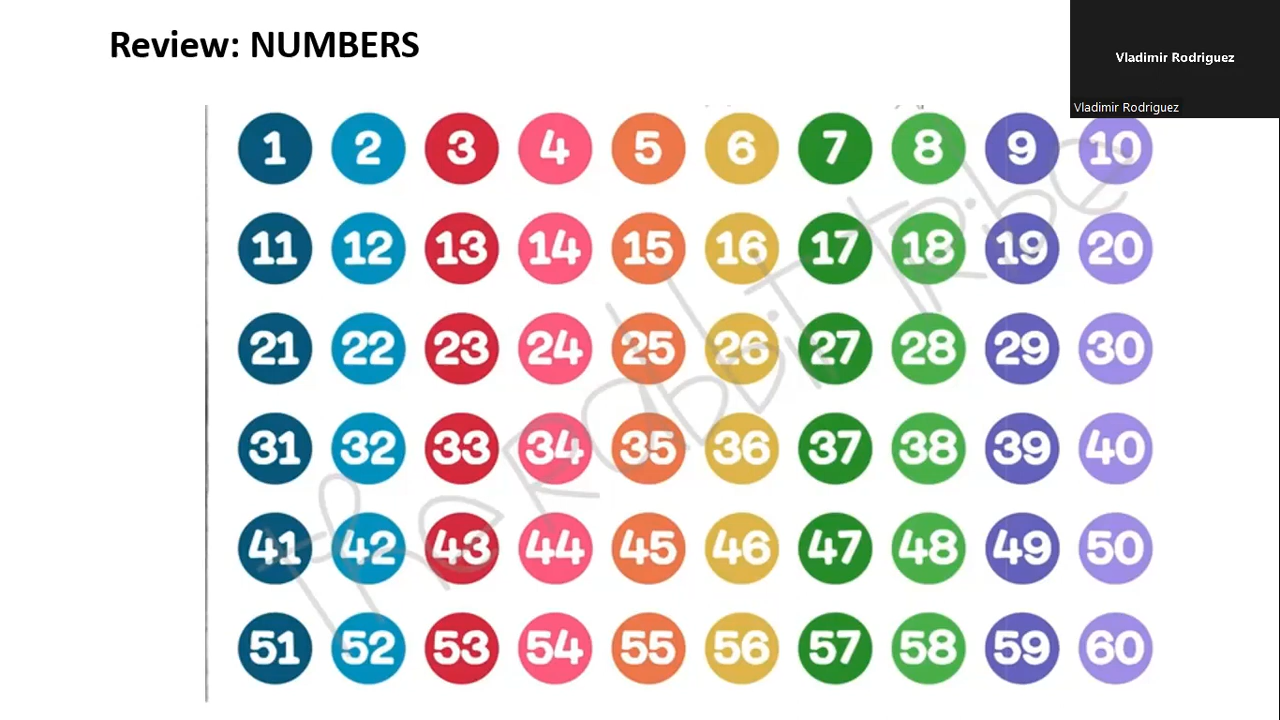 Review: NUMBERS
Vladimir Rodriguez
Vladimir Rodriguez
1 2 3 4 5 6 7 8 9 10
11 12 13 14 15 16 17 18 19 20
21 22 23 24 25 26 27 28 29 30
31 32 33 34 35 36 37 38 39 40
41 42 43 44 45 46 47 48 49 50
51 52 53 54 55 56 57 58 59 60
the Rabbit Tribe